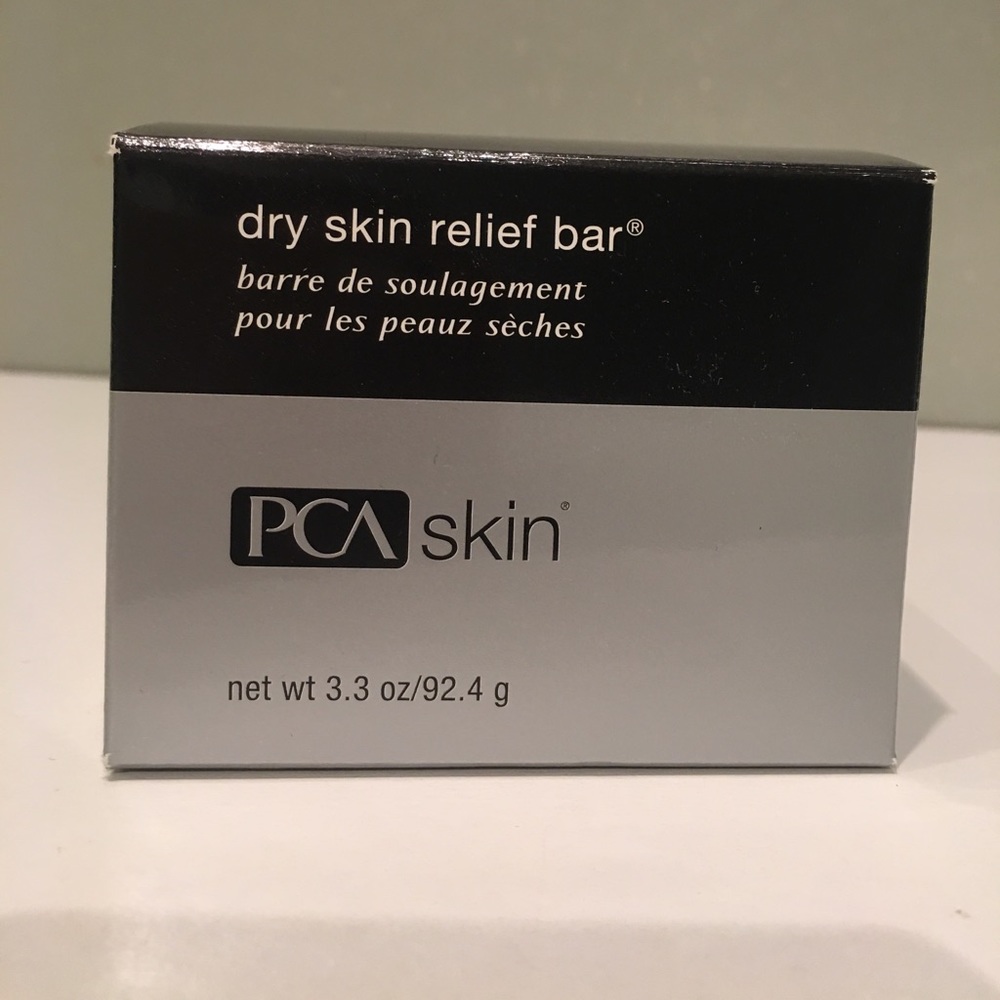 dry skin relief bar®
barre de soulagement
pour les peauz sèches
PCA skin®
net wt 3.3 oz/92.4 g